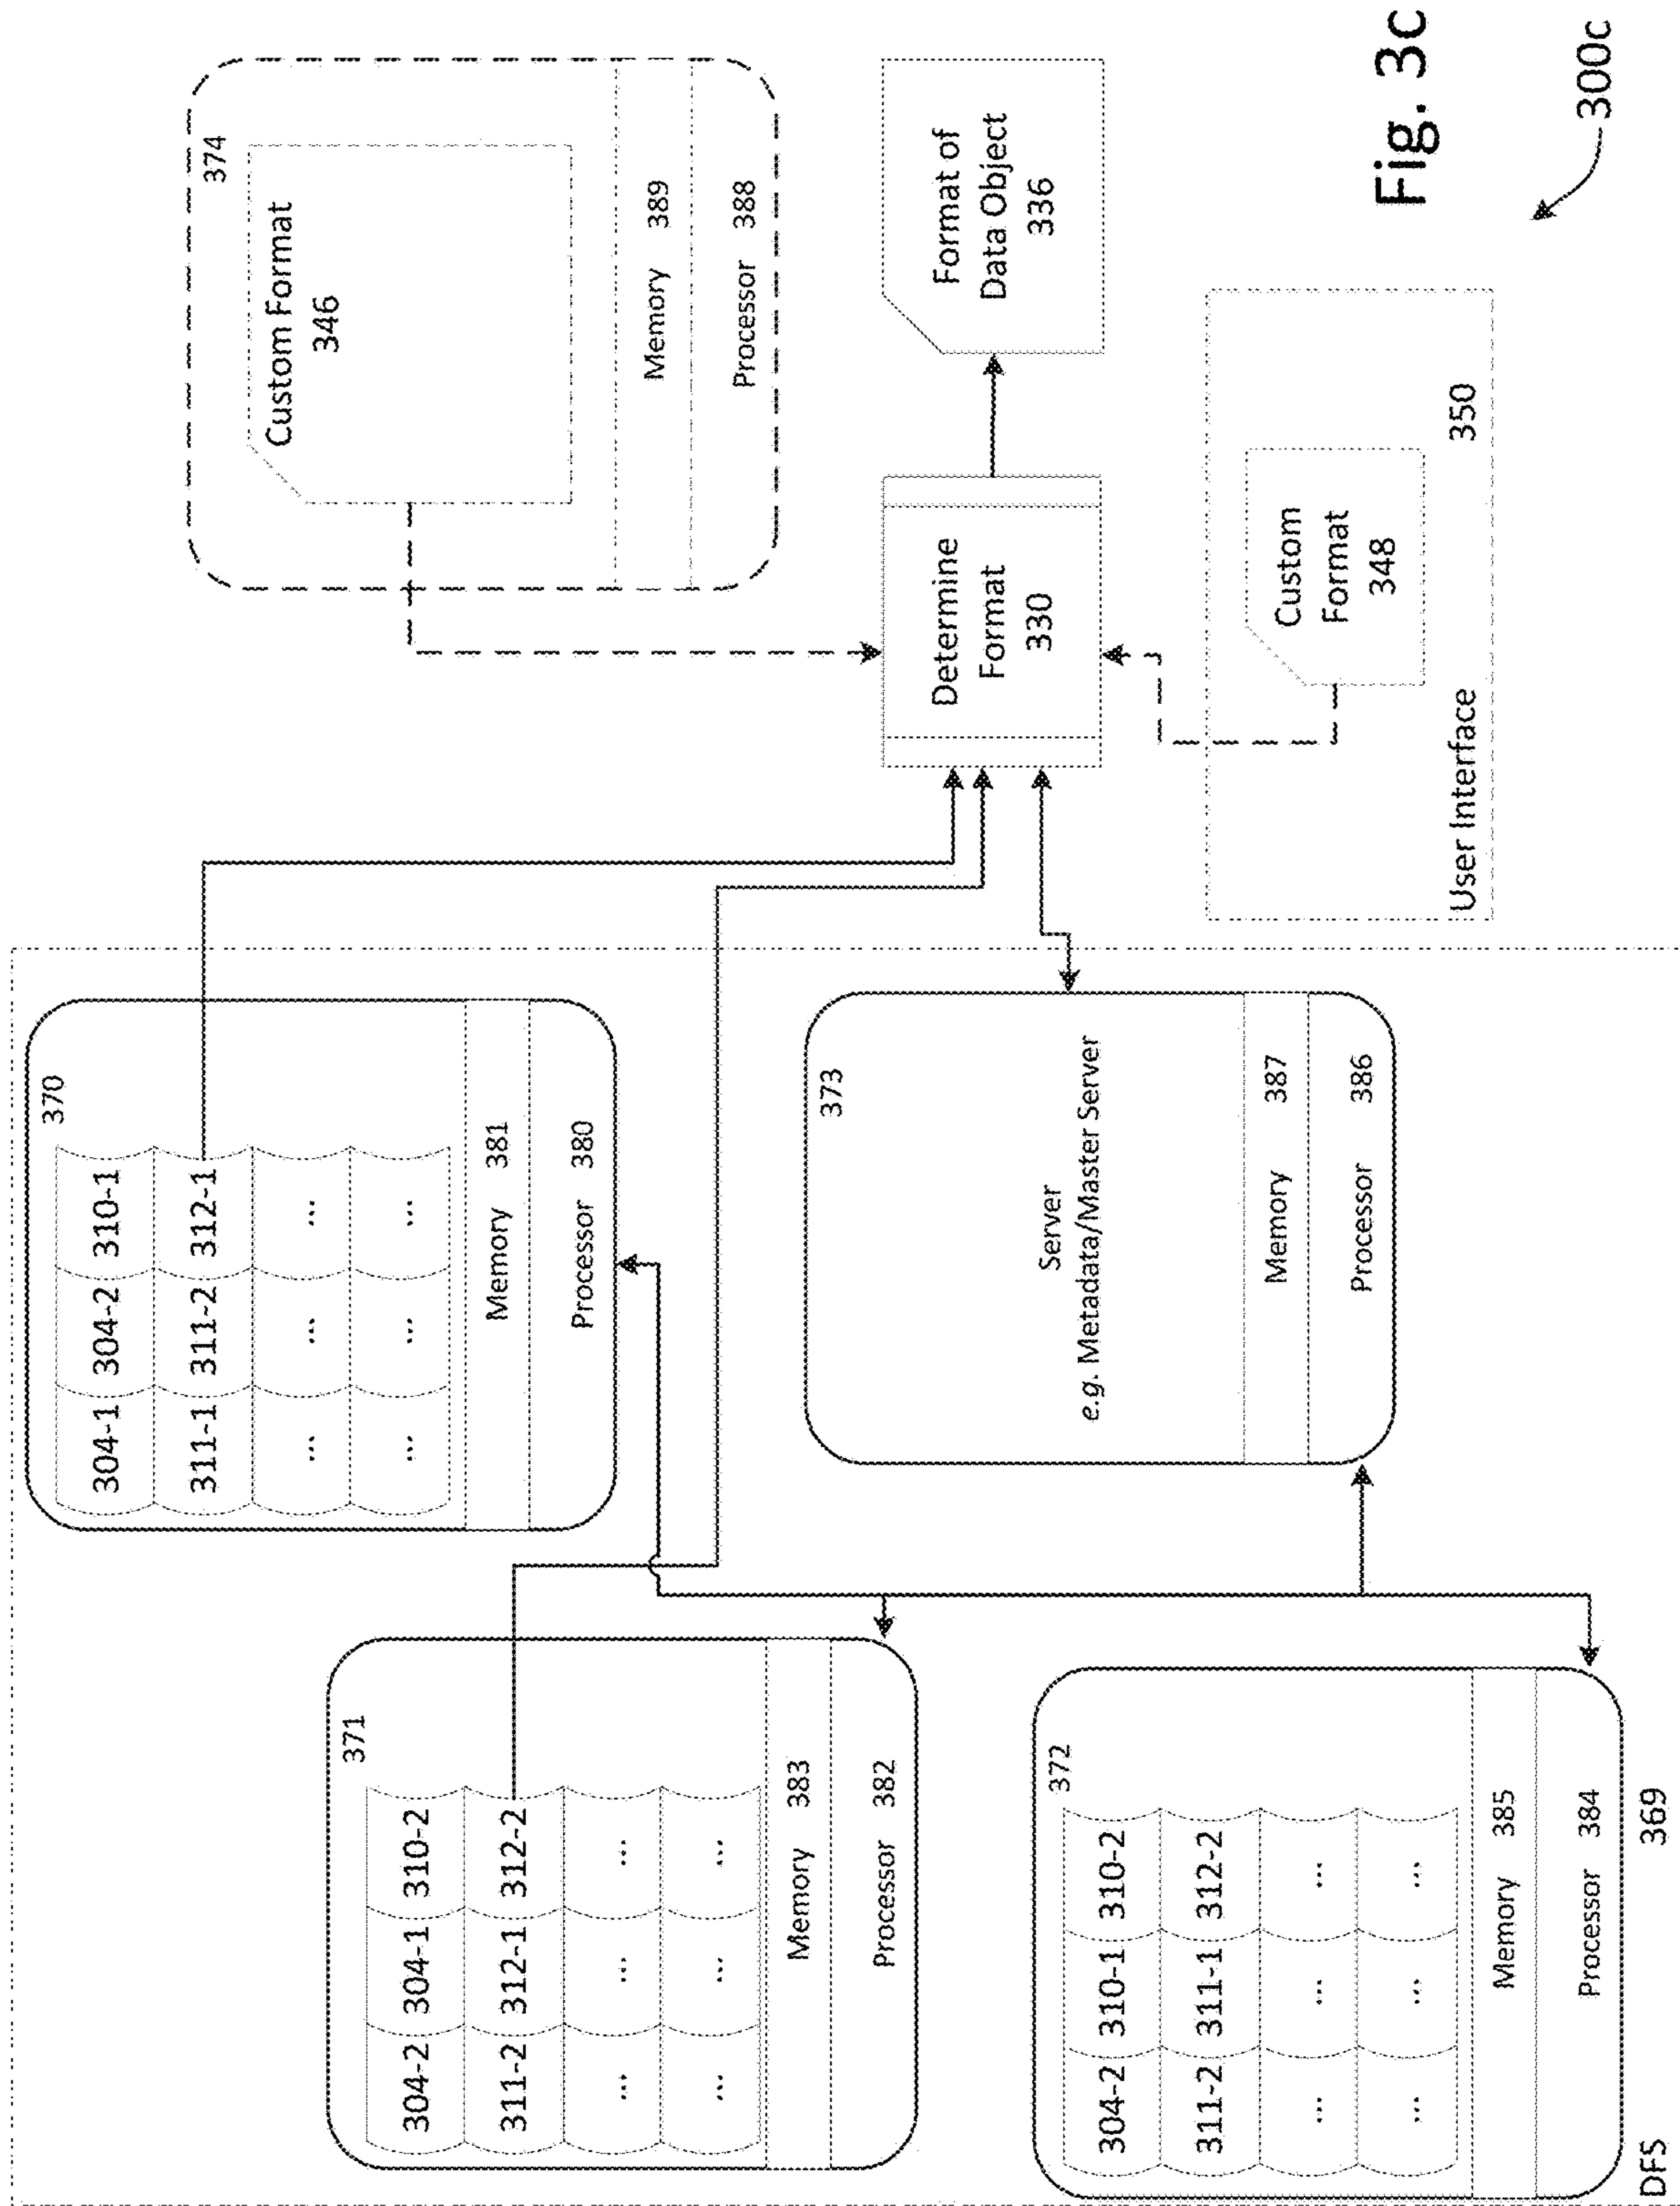 370
304-1 304-2 310-1
311-1 311-2 312-1
... ... ...
... ... ...
Memory 381
Processor 380
371
304-2 304-1 310-2
311-2 312-1 312-2
... ... ...
... ... ...
Memory 383
Processor 382
372
304-2 310-1 310-2
311-2 311-1 312-2
... ... ...
... ... ...
Memory 385
Processor 384
DFS 369
373
Server
e.g. Metadata/Master Server
Memory 387
Processor 386
374
Custom Format
346
Memory 389
Processor 388
Determine
Format
330
Format of
Data Object
336
Custom
Format
348
User Interface 350
Fig. 3c
300c